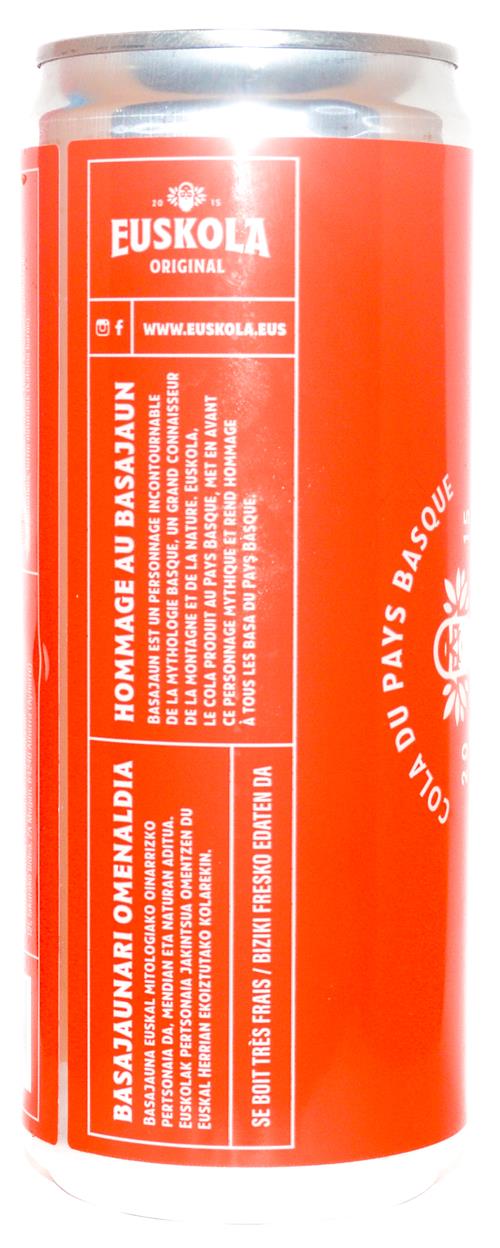 20 15
EUSKOLA
ORIGINAL
WWW.EUSKOLA.EUS
HOMMAGE AU BASAJAUN
BASAJAUN EST UN PERSONNAGE INCONTOURNABLE
DE LA MYTHOLOGIE BASQUE, UN GRAND CONNAISSEUR
DE LA MONTAGNE ET DE LA NATURE. EUSKOLA,
LE COLA PRODUIT AU PAYS BASQUE, MET EN AVANT
CE PERSONNAGE MYTHIQUE ET REND HOMMAGE
À TOUS LES BASA DU PAYS BASQUE.
BASAJAUNARI OMENALDIA
BASAJAUNA EUSKAL MITOLOGIAKO OINARRIZKO
PERTSONAIA DA, MENDIAN ETA NATURAN ADITUA.
EUSKOLAK PERTSONAIA JAKINTSUA OMENTZEN DU
EUSKAL HERRIAN EKOIZTUTAKO KOLAREKIN.
SE BOIT TRÈS FRAIS / BIZIKI FRESKO EDATEN DA
COLA DU PAYS BASQUE
20 15